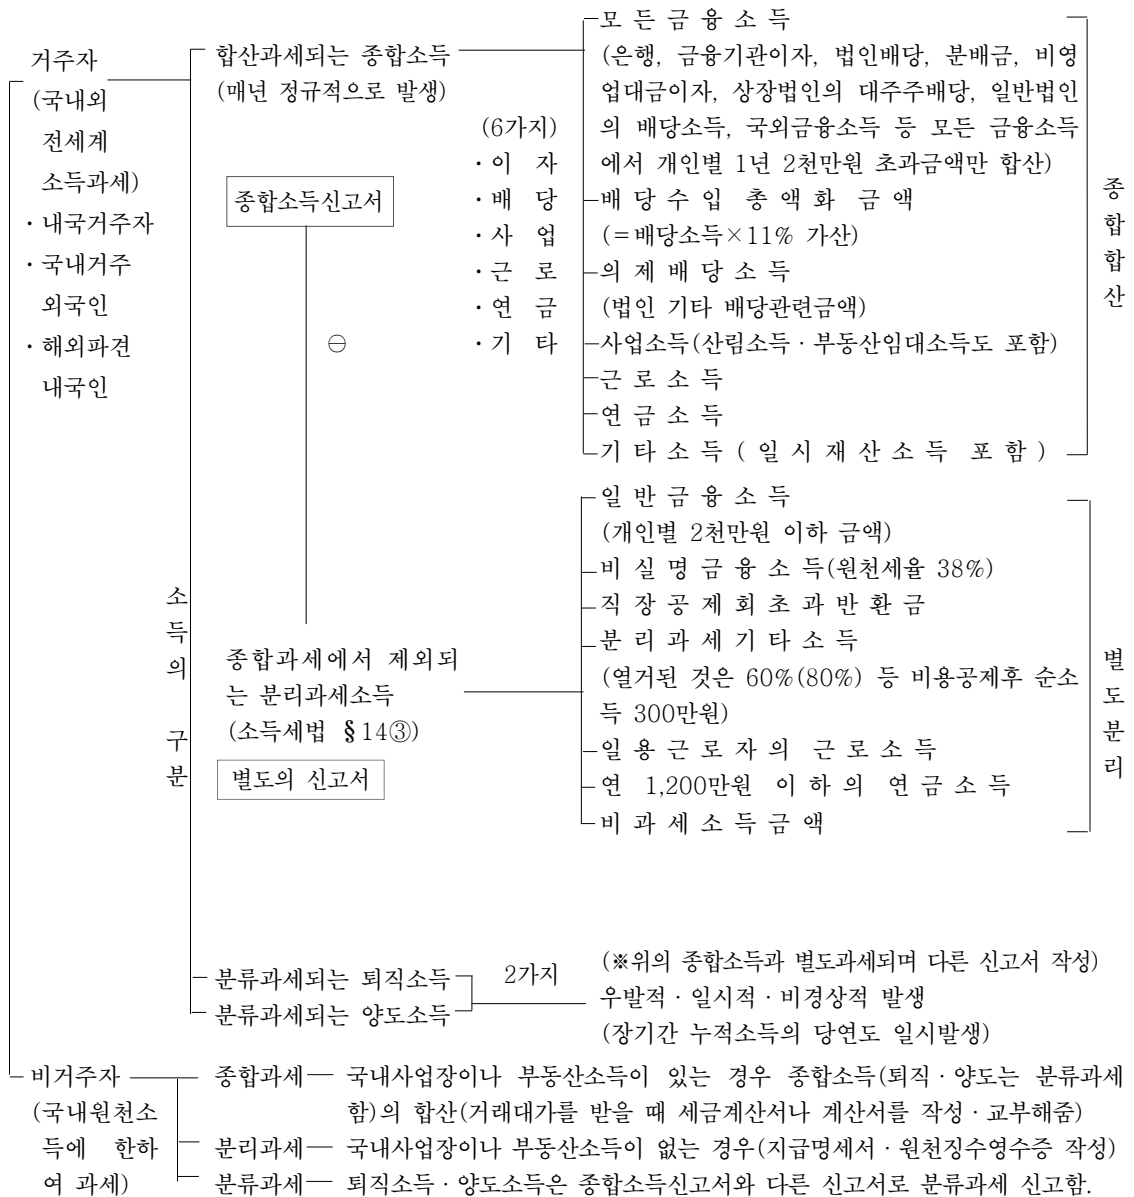 거주자
(국내외
전세계
소득과세)
· 내국거주자
· 국내거주
외국인
· 해외파견
내국인
소득의 구분
합산과세되는 종합소득
(매년 정규적으로 발생)
종합소득신고서
⊖
(6가지)
· 이 자
· 배 당
· 사 업
· 근 로
· 연 금
· 기 타
모 든 금 융 소 득
(은행, 금융기관이자, 법인배당, 분배금, 비영
업대금이자, 상장법인의 대주주배당, 일반법인
의 배당소득, 국외금융소득 등 모든 금융소득
에서 개인별 1년 2천만원 초과금액만 합산)
배 당 수 입 총 액 화 금 액
(=배당소득×11% 가산)
의 제 배 당 소 득
(법인 기타 배당관련금액)
사업소득(산림소득 · 부동산임대소득도 포함)
근 로 소 득
연 금 소 득
기 타 소 득 ( 일 시 재 산 소 득 포 함 )
종합합산
종합과세에서 제외되
는 분리과세소득
(소득세법 §14③)
별도의 신고서
일 반 금 융 소 득
(개인별 2천만원 이하 금액)
비 실 명 금 융 소 득(원천세율 38%)
직 장 공 제 회 초 과 반 환 금
분 리 과 세 기 타 소 득
(열거된 것은 60%(80%) 등 비용공제후 순소
득 300만원)
일 용 근 로 자 의 근 로 소 득
연 1,200만원 이 하 의 연 금 소 득
비 과 세 소 득 금 액
별도분리
분류과세되는 퇴직소득
분류과세되는 양도소득
2가지
(※위의 종합소득과 별도과세되며 다른 신고서 작성)
우발적 · 일시적 · 비경상적 발생
(장기간 누적소득의 당연도 일시발생)
비거주자
(국내원천소
득에 한하
여 과세)
종합과세― 국내사업장이나 부동산소득이 있는 경우 종합소득(퇴직 · 양도는 분류과세
함)의 합산(거래대가를 받을 때 세금계산서나 계산서를 작성 · 교부해줌)
분리과세― 국내사업장이나 부동산소득이 없는 경우(지급명세서 · 원천징수영수증 작성)
분류과세― 퇴직소득 · 양도소득은 종합소득신고서와 다른 신고서로 분류과세 신고함.